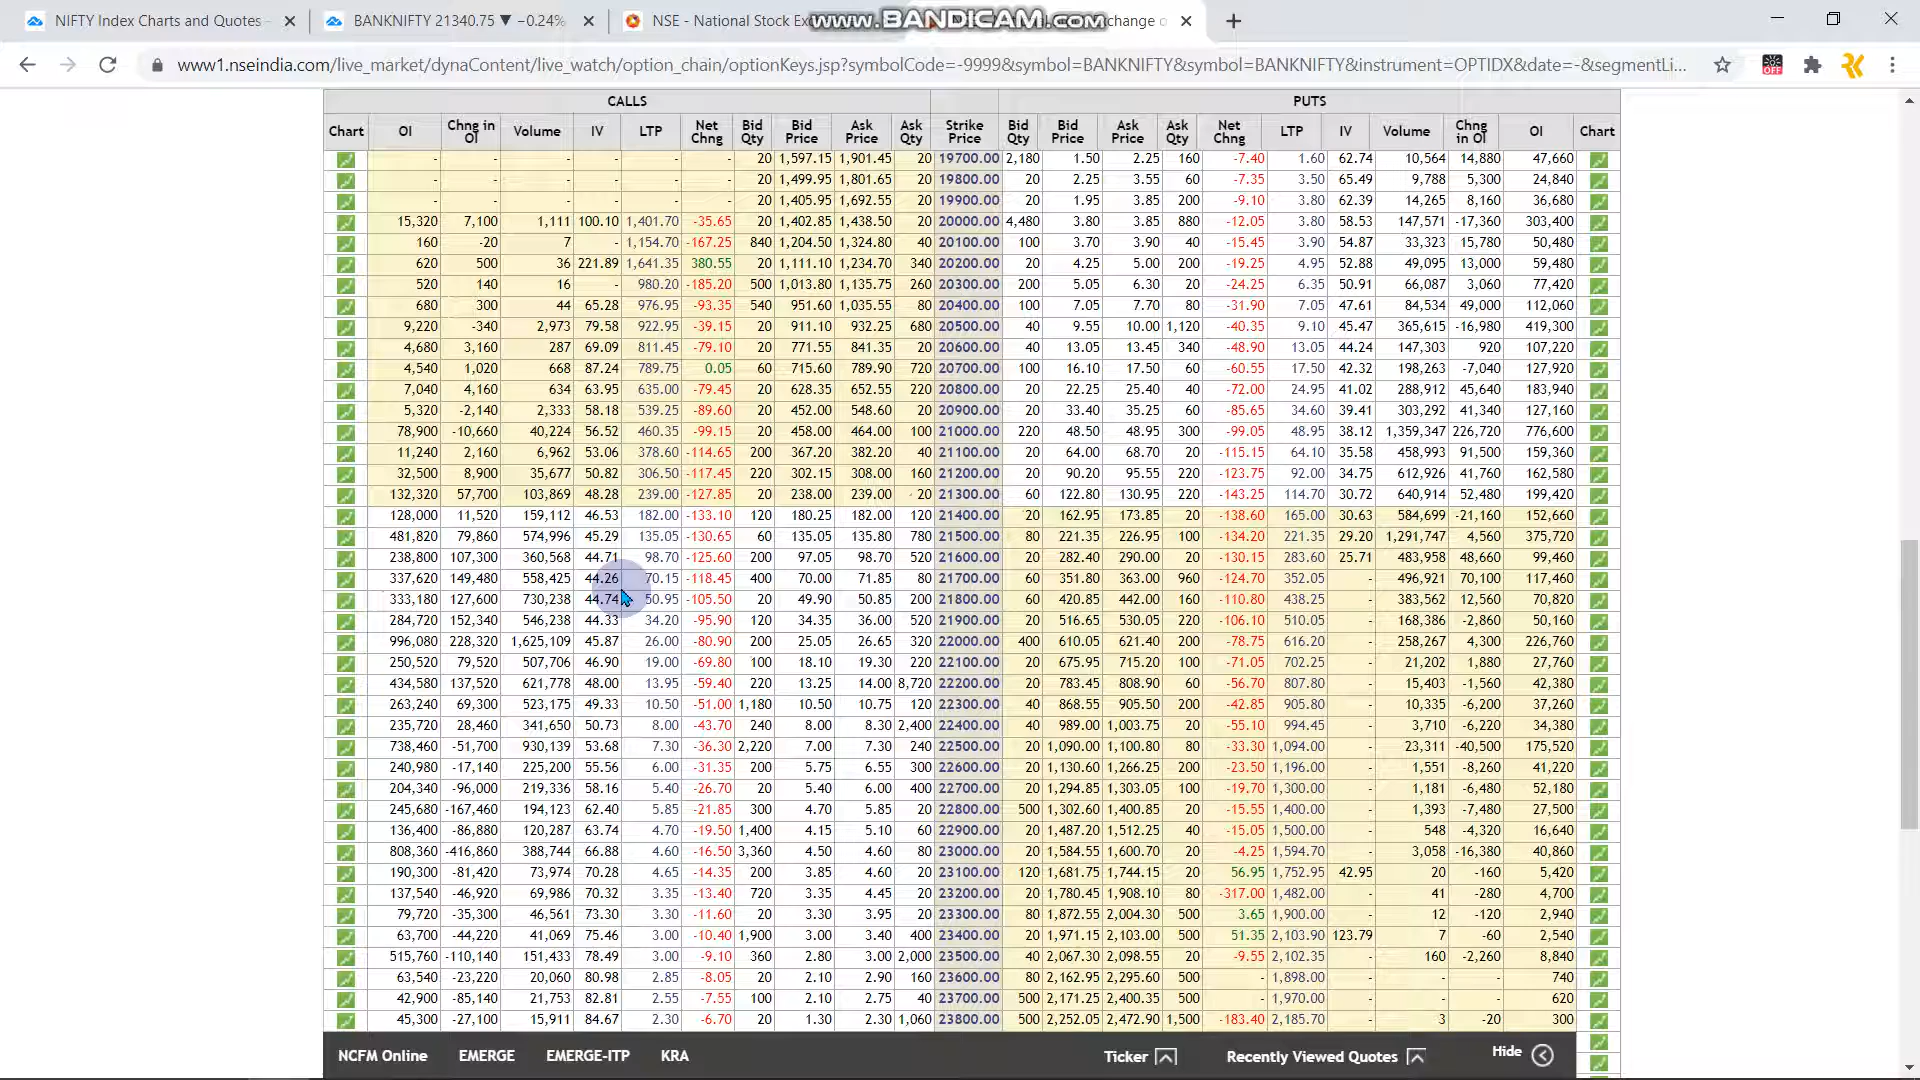 NIFTY Index Charts and Quotes
BANKNIFTY 21340.75 ▼ −0.24%
NSE - National Stock Ex
www.BANDICAM.com
change o
www1.nseindia.com/live_market/dynaContent/live_watch/option_chain/optionKeys.jsp?symbolCode=-9999&symbol=BANKNIFTY&symbol=BANKNIFTY&instrument=OPTIDX&date=-&segmentLi...
OFF
CALLS PUTS
Chart OI Chng in OI Volume IV LTP Net Chng Bid Qty Bid Price Ask Price Ask Qty Strike Price Bid Qty Bid Price Ask Price Ask Qty Net Chng LTP IV Volume Chng in OI OI Chart
- - - - - - 20 1,597.15 1,901.45 20 19700.00 2,180 1.50 2.25 160 -7.40 1.60 62.74 10,564 14,880 47,660
- - - - - - 20 1,499.95 1,801.65 20 19800.00 20 2.25 3.55 60 -7.35 3.50 65.49 9,788 5,300 24,840
- - - - - - 20 1,405.95 1,692.55 20 19900.00 20 1.95 3.85 200 -9.10 3.80 62.39 14,265 8,160 36,680
15,320 7,100 1,111 100.10 1,401.70 -35.65 20 1,402.85 1,438.50 20 20000.00 4,480 3.80 3.85 880 -12.05 3.80 58.53 147,571 -17,360 303,400
160 -20 7 - 1,154.70 -167.25 840 1,204.50 1,324.80 40 20100.00 100 3.70 3.90 40 -15.45 3.90 54.87 33,323 15,780 50,480
620 500 36 221.89 1,641.35 380.55 20 1,111.10 1,234.70 340 20200.00 20 4.25 5.00 200 -19.25 4.95 52.88 49,095 13,000 59,480
520 140 16 - 980.20 -185.20 500 1,013.80 1,135.75 260 20300.00 200 5.05 6.30 20 -24.25 6.35 50.91 66,087 3,060 77,420
680 300 44 65.28 976.95 -93.35 540 951.60 1,035.55 80 20400.00 100 7.05 7.70 80 -31.90 7.05 47.61 84,534 49,000 112,060
9,220 -340 2,973 79.58 922.95 -39.15 20 911.10 932.25 680 20500.00 40 9.55 10.00 1,120 -40.35 9.10 45.47 365,615 -16,980 419,300
4,680 3,160 287 69.09 811.45 -79.10 20 771.55 841.35 20 20600.00 40 13.05 13.45 340 -48.90 13.05 44.24 147,303 920 107,220
4,540 1,020 668 87.24 789.75 0.05 60 715.60 789.90 720 20700.00 100 16.10 17.50 60 -60.55 17.50 42.32 198,263 -7,040 127,920
7,040 4,160 634 63.95 635.00 -79.45 20 628.35 652.55 220 20800.00 20 22.25 25.40 40 -72.00 24.95 41.02 288,912 45,640 183,940
5,320 -2,140 2,333 58.18 539.25 -89.60 20 452.00 548.60 20 20900.00 20 33.40 35.25 60 -85.65 34.60 39.41 303,292 41,340 127,160
78,900 -10,660 40,224 56.52 460.35 -99.15 20 458.00 464.00 100 21000.00 220 48.50 48.95 300 -99.05 48.95 38.12 1,359,347 226,720 776,600
11,240 2,160 6,962 53.06 378.60 -114.65 200 367.20 382.20 40 21100.00 20 64.00 68.70 20 -115.15 64.10 35.58 458,993 91,500 159,360
32,500 8,900 35,677 50.82 306.50 -117.45 220 302.15 308.00 160 21200.00 20 90.20 95.55 220 -123.75 92.00 34.75 612,926 41,760 162,580
132,320 57,700 103,869 48.28 239.00 -127.85 20 238.00 239.00 20 21300.00 60 122.80 130.95 220 -143.25 114.70 30.72 640,914 52,480 199,420
128,000 11,520 159,112 46.53 182.00 -133.10 120 180.25 182.00 120 21400.00 20 162.95 173.85 20 -138.60 165.00 30.63 584,699 -21,160 152,660
481,820 79,860 574,996 45.29 135.05 -130.65 60 135.05 135.80 780 21500.00 80 221.35 226.95 100 -134.20 221.35 29.20 1,291,747 4,560 375,720
238,800 107,300 360,568 44.71 98.70 -125.60 200 97.05 98.70 520 21600.00 20 282.40 290.00 20 -130.15 283.60 25.71 483,958 48,660 99,460
337,620 149,480 558,425 44.26 70.15 -118.45 400 70.00 71.85 80 21700.00 60 351.80 363.00 960 -124.70 352.05 - 496,921 70,100 117,460
333,180 127,600 730,238 44.74 50.95 -105.50 20 49.90 50.85 200 21800.00 60 420.85 442.00 160 -110.80 438.25 - 383,562 12,560 70,820
284,720 152,340 546,238 44.33 34.20 -95.90 120 34.35 36.00 520 21900.00 20 516.65 530.05 220 -106.10 510.05 - 168,386 -2,860 50,160
996,080 228,320 1,625,109 45.87 26.00 -80.90 200 25.05 26.65 320 22000.00 400 610.05 621.40 200 -78.75 616.20 - 258,267 4,300 226,760
250,520 79,520 507,706 46.90 19.00 -69.80 100 18.10 19.30 220 22100.00 20 675.95 715.20 100 -71.05 702.25 - 21,202 1,880 27,760
434,580 137,520 621,778 48.00 13.95 -59.40 220 13.25 14.00 8,720 22200.00 20 783.45 808.90 60 -56.70 807.80 - 15,403 -1,560 42,380
263,240 69,300 523,175 49.33 10.50 -51.00 1,180 10.50 10.75 120 22300.00 40 868.55 905.50 200 -42.85 905.80 - 10,335 -6,200 37,260
235,720 28,460 341,650 50.73 8.00 -43.70 240 8.00 8.30 2,400 22400.00 40 989.00 1,003.75 20 -55.10 994.45 - 3,710 -6,220 34,380
738,460 -51,700 930,139 53.68 7.30 -36.30 2,220 7.00 7.30 240 22500.00 20 1,090.00 1,100.80 80 -33.30 1,094.00 - 23,311 -40,500 175,520
240,980 -17,140 225,200 55.56 6.00 -31.35 200 5.75 6.55 300 22600.00 20 1,130.60 1,266.25 200 -23.50 1,196.00 - 1,551 -8,260 41,220
204,340 -96,000 219,336 58.16 5.40 -26.70 20 5.40 6.00 400 22700.00 20 1,294.85 1,303.05 100 -19.70 1,300.00 - 1,181 -6,480 52,180
245,680 -167,460 194,123 62.40 5.85 -21.85 300 4.70 5.85 20 22800.00 500 1,302.60 1,400.85 20 -15.55 1,400.00 - 1,393 -7,480 27,500
136,400 -86,880 120,287 63.74 4.70 -19.50 1,400 4.15 5.10 60 22900.00 20 1,487.20 1,512.25 40 -15.05 1,500.00 - 548 -4,320 16,640
808,360 -416,860 388,744 66.88 4.60 -16.50 3,360 4.50 4.60 80 23000.00 20 1,584.55 1,600.70 20 -4.25 1,594.70 - 3,058 -16,380 40,860
190,300 -81,420 73,974 70.28 4.65 -14.35 200 3.85 4.60 20 23100.00 120 1,681.75 1,744.15 20 56.95 1,752.95 42.95 20 -160 5,420
137,540 -46,920 69,986 70.32 3.35 -13.40 720 3.35 4.45 20 23200.00 20 1,780.45 1,908.10 80 -317.00 1,482.00 - 41 -280 4,700
79,720 -35,300 46,561 73.30 3.30 -11.60 20 3.30 3.95 20 23300.00 80 1,872.55 2,004.30 500 3.65 1,900.00 - 12 -120 2,940
63,700 -44,220 41,069 75.46 3.00 -10.40 1,900 3.00 3.40 400 23400.00 20 1,971.15 2,103.00 500 51.35 2,103.90 123.79 7 -60 2,540
515,760 -110,140 151,433 78.49 3.00 -9.10 360 2.80 3.00 2,000 23500.00 40 2,067.30 2,098.55 20 -9.55 2,102.35 - 160 -2,260 8,840
63,540 -23,220 20,060 80.98 2.85 -8.05 20 2.10 2.90 160 23600.00 80 2,162.95 2,295.60 500 - 1,898.00 - - - 740
42,900 -85,140 21,753 82.81 2.55 -7.55 100 2.10 2.75 40 23700.00 500 2,171.25 2,400.35 500 - 1,970.00 - - - 620
45,300 -27,100 15,911 84.67 2.30 -6.70 20 1.30 2.30 1,060 23800.00 500 2,252.05 2,472.90 1,500 -183.40 2,185.70 - 3 -20 300
NCFM Online EMERGE EMERGE-ITP KRA Ticker Recently Viewed Quotes Hide